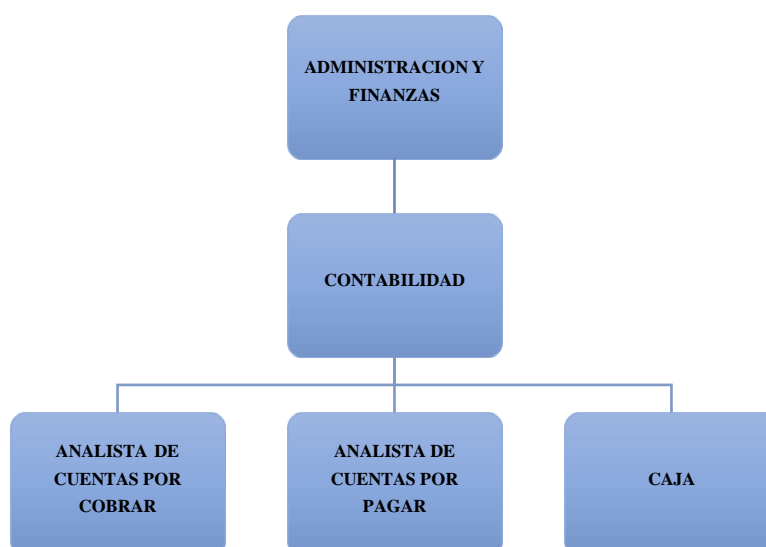 ADMINISTRACION Y
FINANZAS
CONTABILIDAD
ANALISTA DE
CUENTAS POR
COBRAR
ANALISTA DE
CUENTAS POR
PAGAR
CAJA